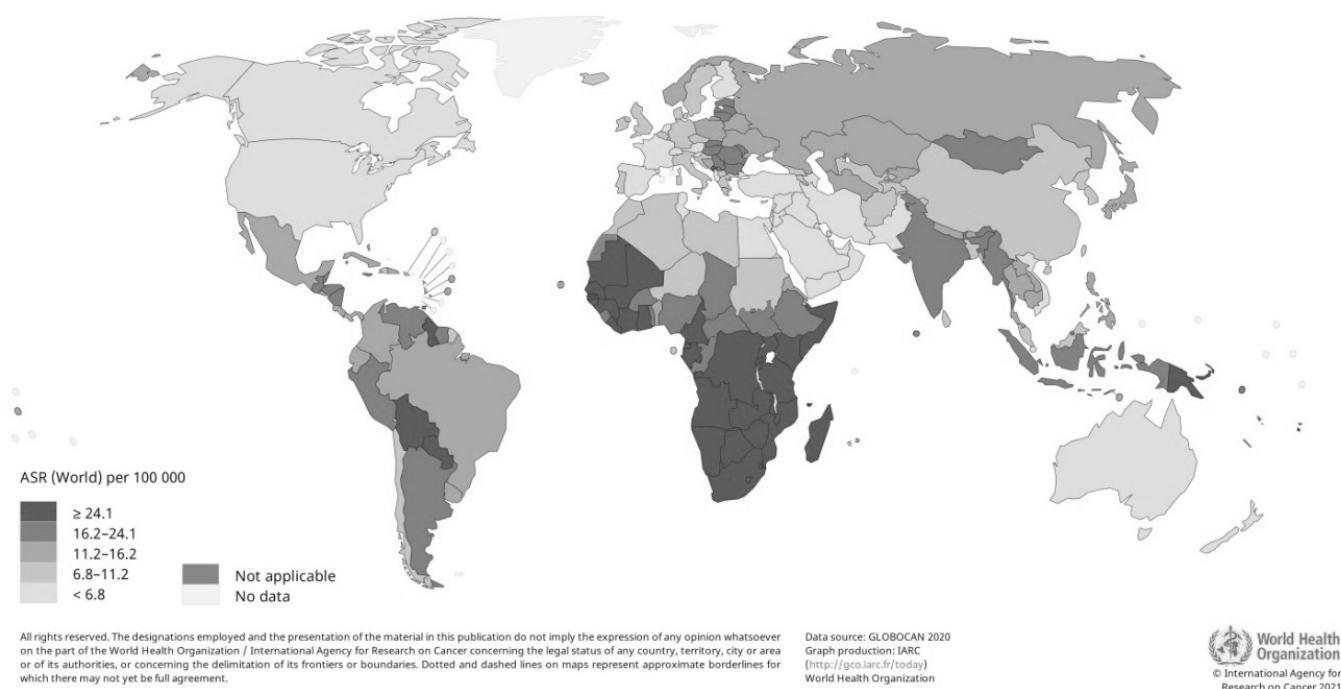 ASR (World) per 100 000
≥ 24.1
16.2–24.1
11.2–16.2
6.8–11.2
< 6.8
Not applicable
No data
All rights reserved. The designations employed and the presentation of the material in this publication do not imply the expression of any opinion whatsoever
on the part of the World Health Organization / International Agency for Research on Cancer concerning the legal status of any country, territory, city or area
or of its authorities, or concerning the delimitation of its frontiers or boundaries. Dotted and dashed lines on maps represent approximate borderlines for
which there may not yet be full agreement.
Data source: GLOBOCAN 2020
Graph production: IARC
(http://gco.iarc.fr/today)
World Health Organization
World Health
Organization
© International Agency for
Research on Cancer 2021